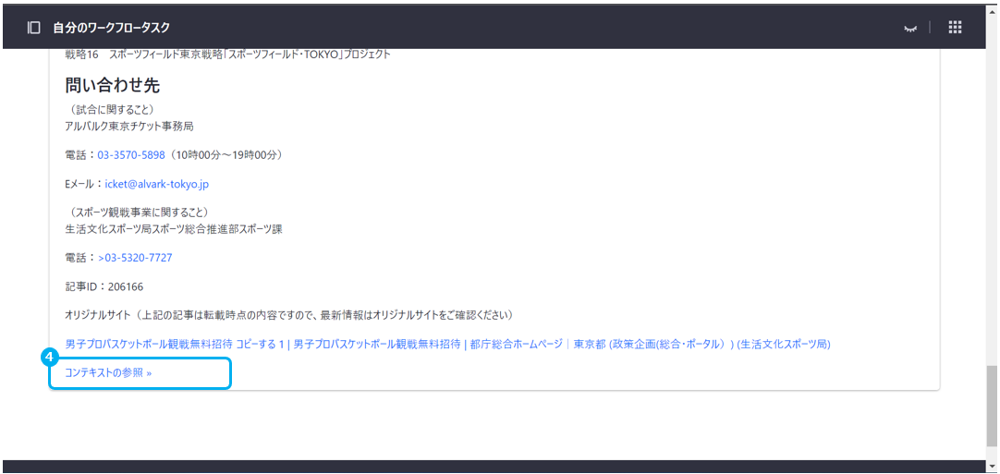 自分のワークフロータスク
戦略16　スポーツフィールド東京戦略「スポーツフィールド・TOKYO」プロジェクト
問い合わせ先
（試合に関すること）
アルバルク東京チケット事務局
電話：03-3570-5898（10時00分～19時00分）
Eメール：icket@alvark-tokyo.jp
（スポーツ観戦事業に関すること）
生活文化スポーツ局スポーツ総合推進部スポーツ課
電話：>03-5320-7727
記事ID：206166
オリジナルサイト（上記の記事は転載時点の内容ですので、最新情報はオリジナルサイトをご確認ください）
男子プロバスケットボール観戦無料招待 コピーする 1 | 男子プロバスケットボール観戦無料招待 | 都庁総合ホームページ｜東京都 (政策企画(総合・ポータル）) (生活文化スポーツ局)
4
コンテキストの参照 »